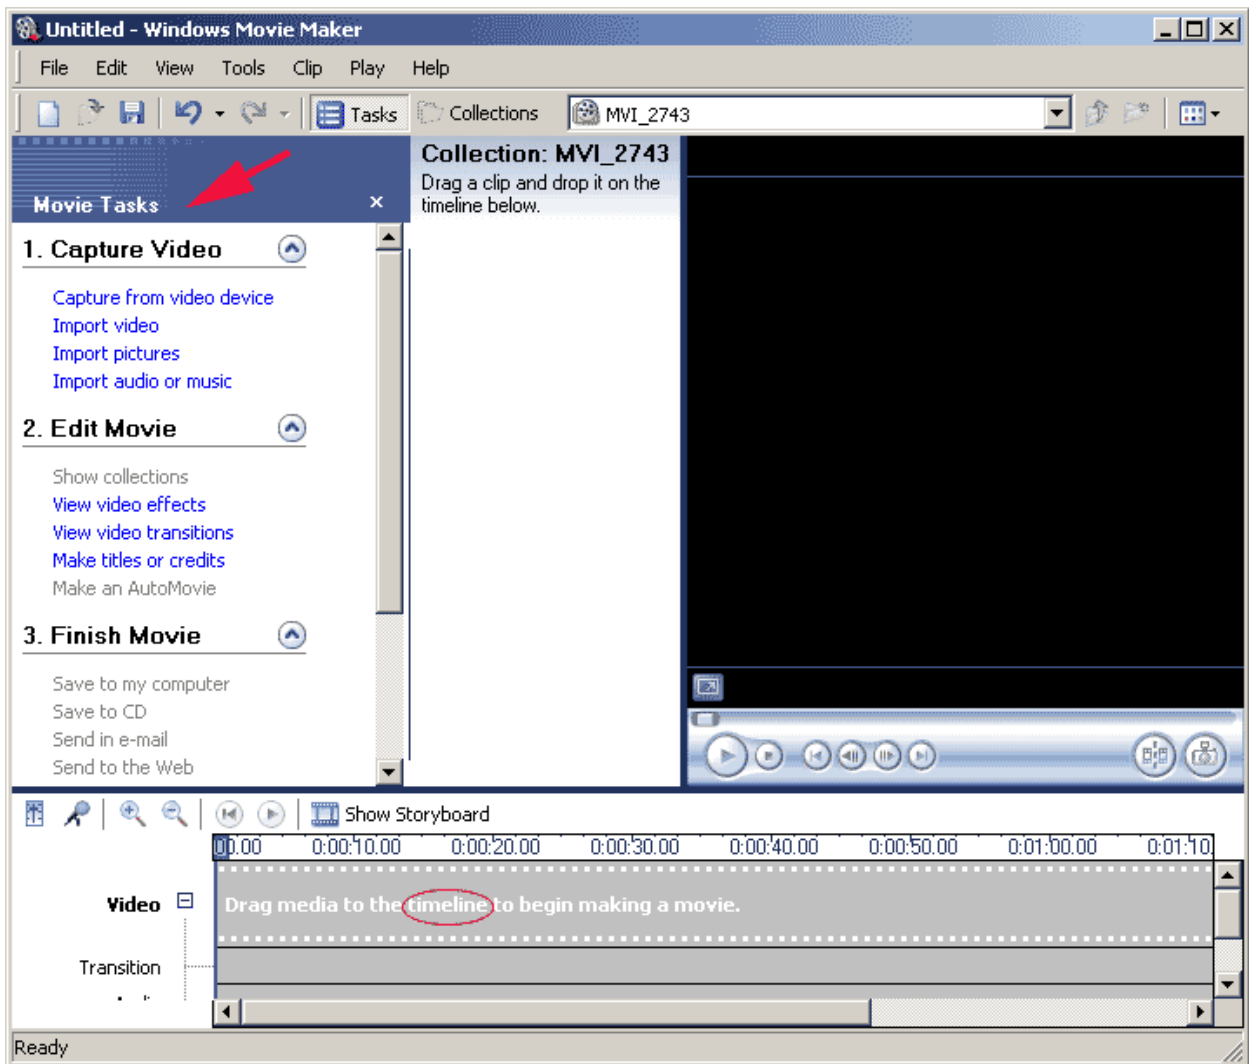 Untitled - Windows Movie Maker
File Edit View Tools Clip Play Help
Tasks Collections MVI_2743
Movie Tasks
Collection: MVI_2743
Drag a clip and drop it on the
timeline below.
1. Capture Video
Capture from video device
Import video
Import pictures
Import audio or music
2. Edit Movie
Show collections
View video effects
View video transitions
Make titles or credits
Make an AutoMovie
3. Finish Movie
Save to my computer
Save to CD
Send in e-mail
Send to the Web
Show Storyboard
00.00 0:00:10.00 0:00:20.00 0:00:30.00 0:00:40.00 0:00:50.00 0:01:00.00 0:01:10.
Video
Drag media to the timeline to begin making a movie.
Transition
Ready